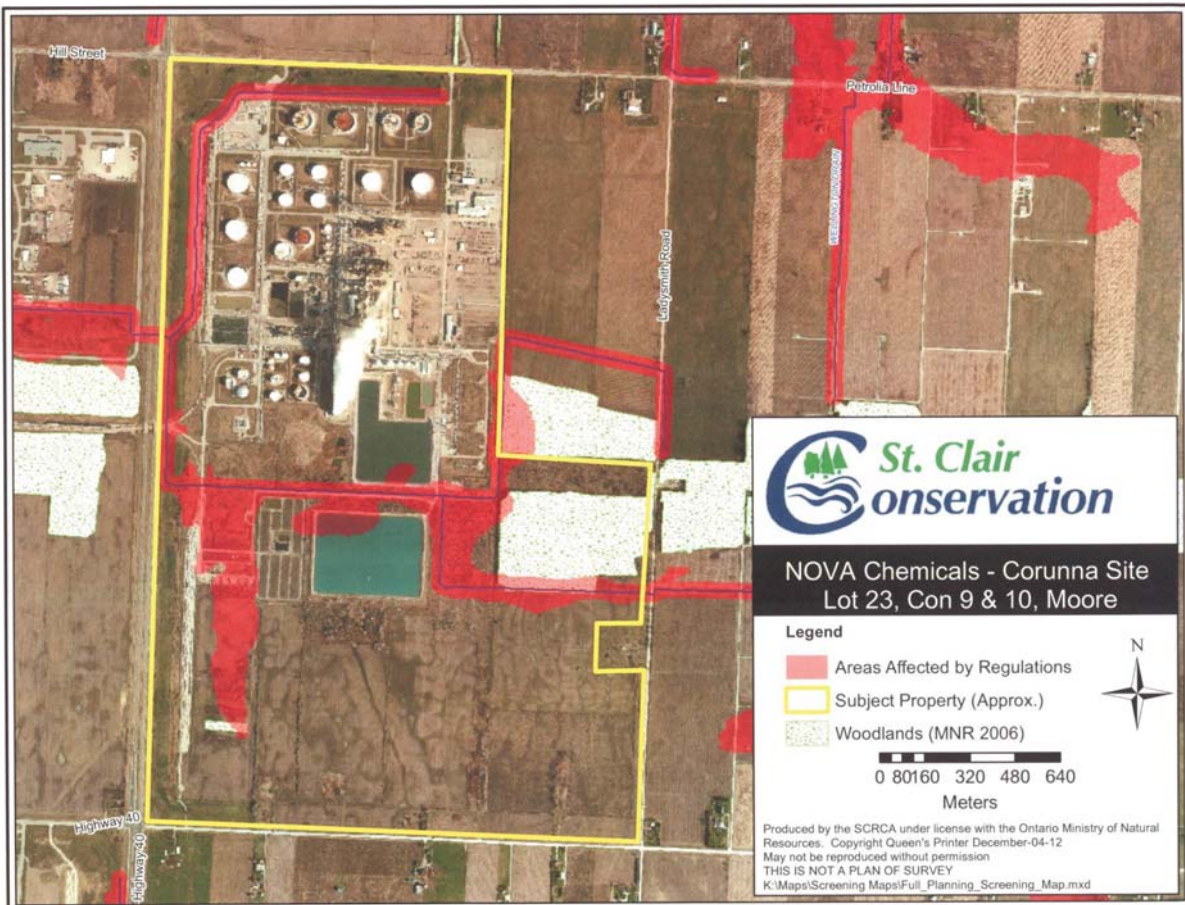 Hill Street
Petrolia Line
WELLINGTON DRAIN
Ladysmith Road
Highway 40
Highway 40
St. Clair
Conservation
NOVA Chemicals - Corunna Site
Lot 23, Con 9 & 10, Moore
Legend
Areas Affected by Regulations
Subject Property (Approx.)
Woodlands (MNR 2006)
N
0 80160 320 480 640
Meters
Produced by the SCRCA under license with the Ontario Ministry of Natural
Resources. Copyright Queen's Printer December-04-12
May not be reproduced without permission
THIS IS NOT A PLAN OF SURVEY
K:\Maps\Screening Maps\Full_Planning_Screening_Map.mxd